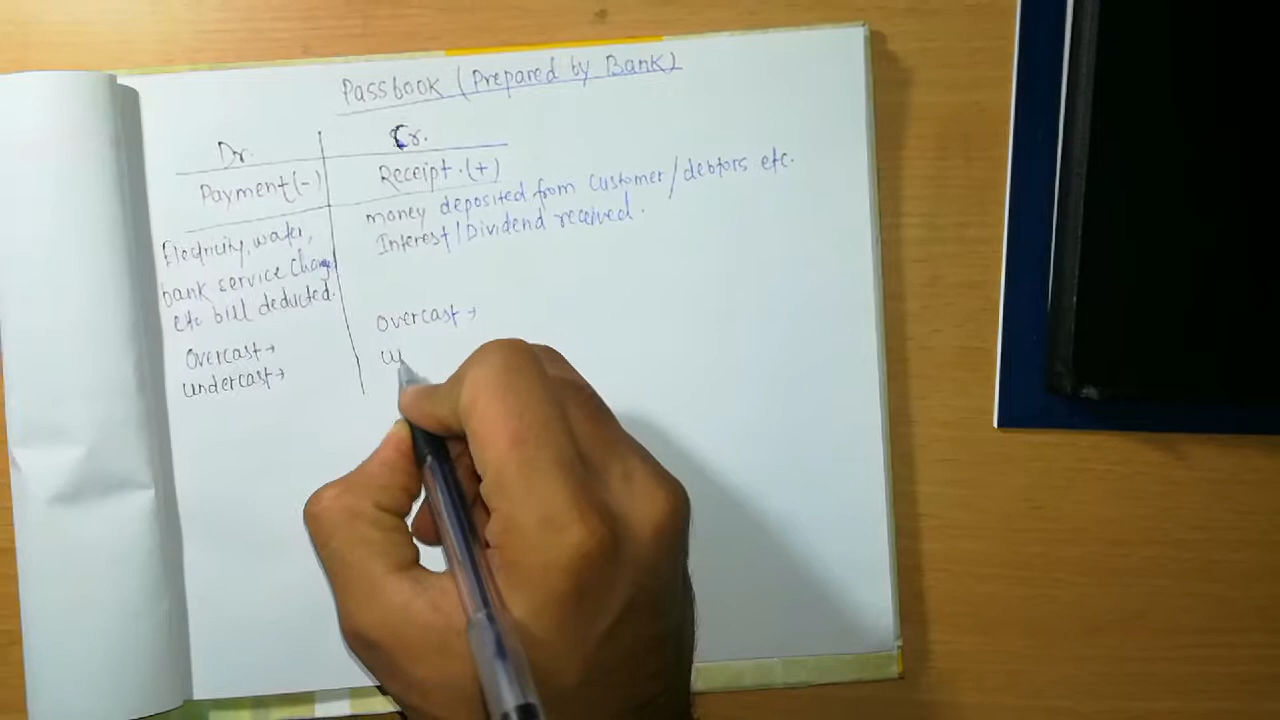 Passbook (Prepared by Bank)
Dr. Cr.
Payment (-) Receipt. (+)
money deposited from customer/debtors etc.
Interest/Dividend received.
Electricity, water,
bank service charge
etc bill deducted.
overcast →
undercast →
overcast →